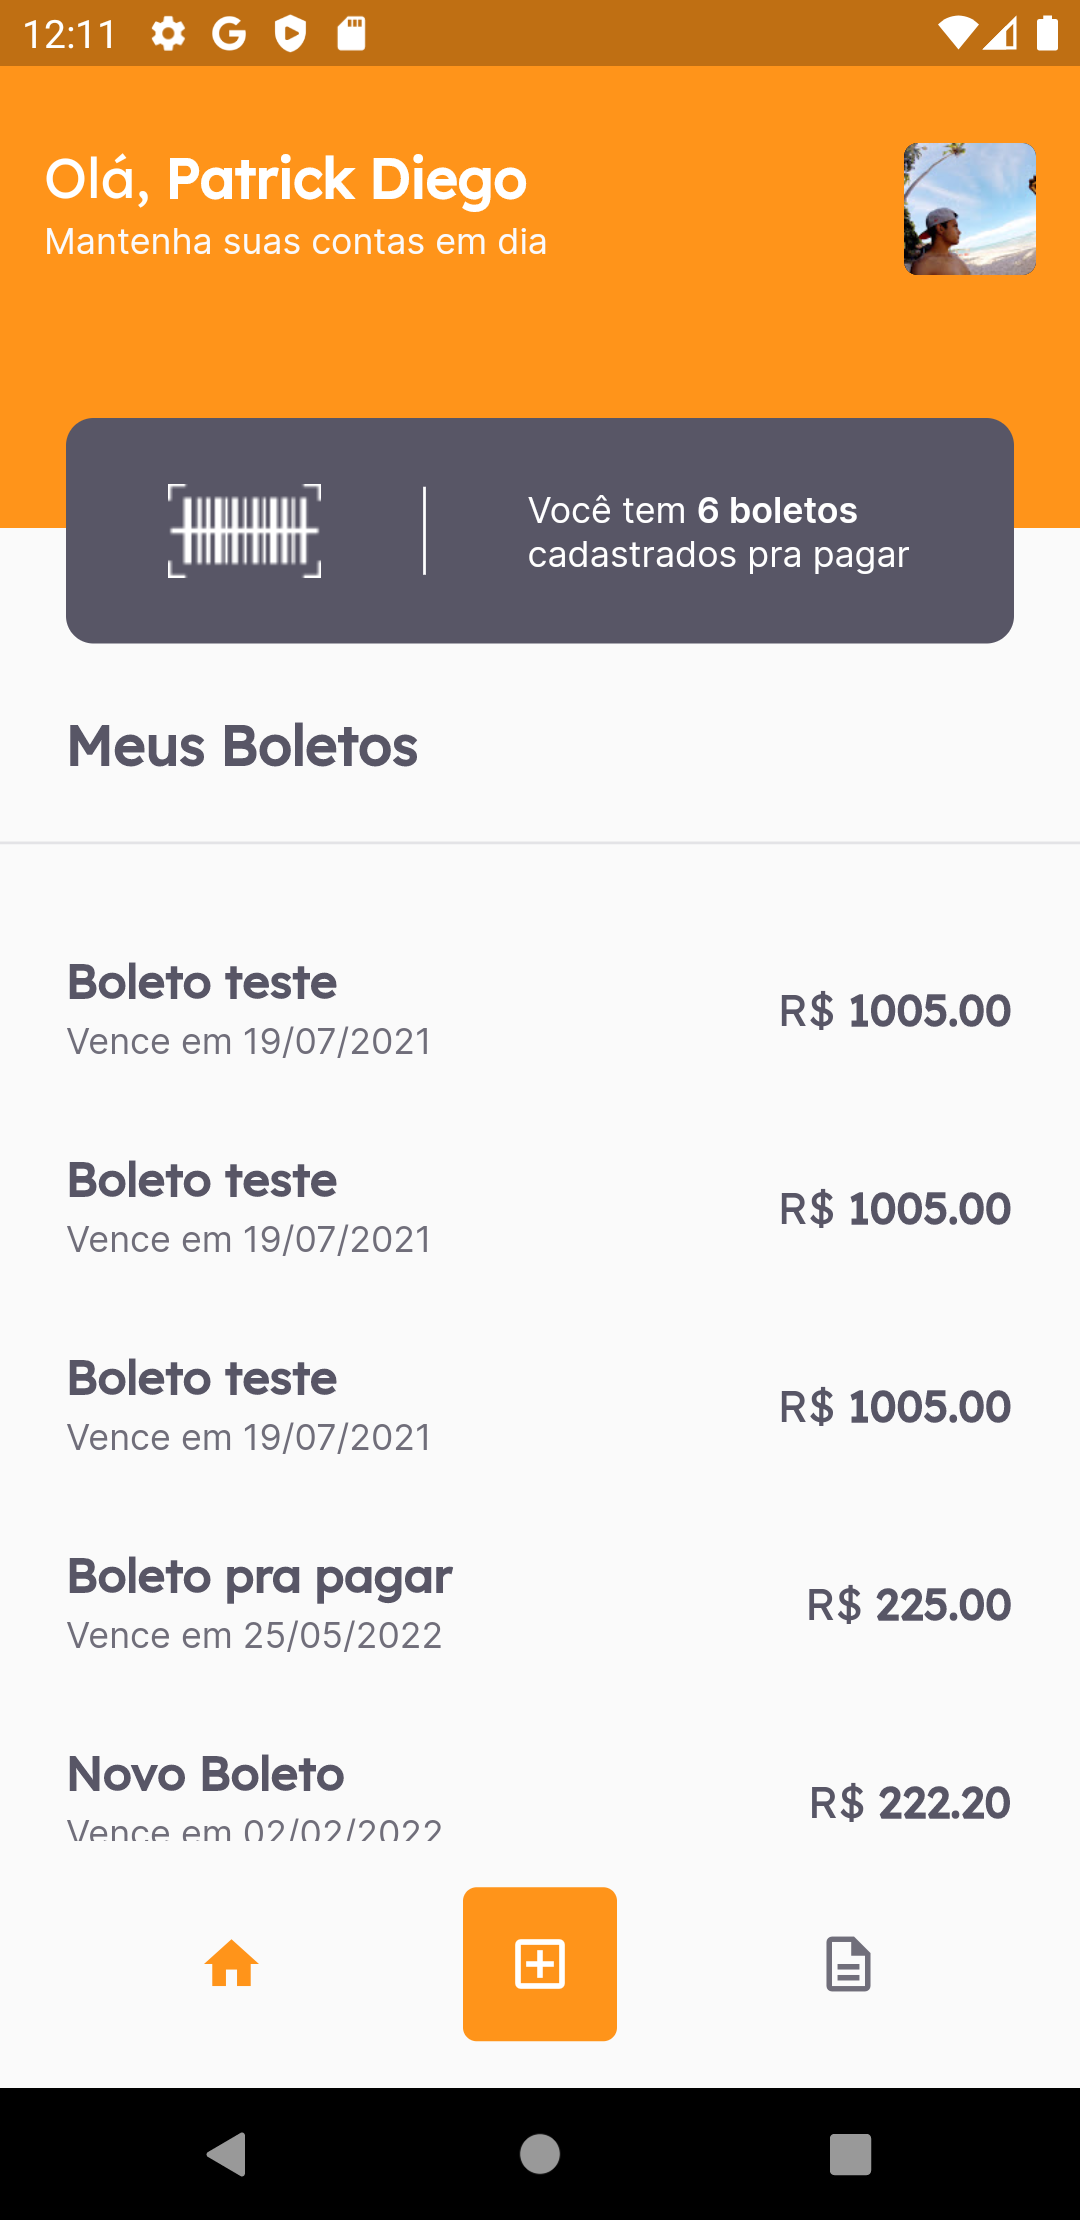 12:11
Olá, Patrick Diego
Mantenha suas contas em dia
Você tem 6 boletos
cadastrados pra pagar
Meus Boletos
Boleto teste
R$ 1005.00
Vence em 19/07/2021
Boleto teste
R$ 1005.00
Vence em 19/07/2021
Boleto teste
R$ 1005.00
Vence em 19/07/2021
Boleto pra pagar
R$ 225.00
Vence em 25/05/2022
Novo Boleto
R$ 222.20
Vence em 02/02/2022